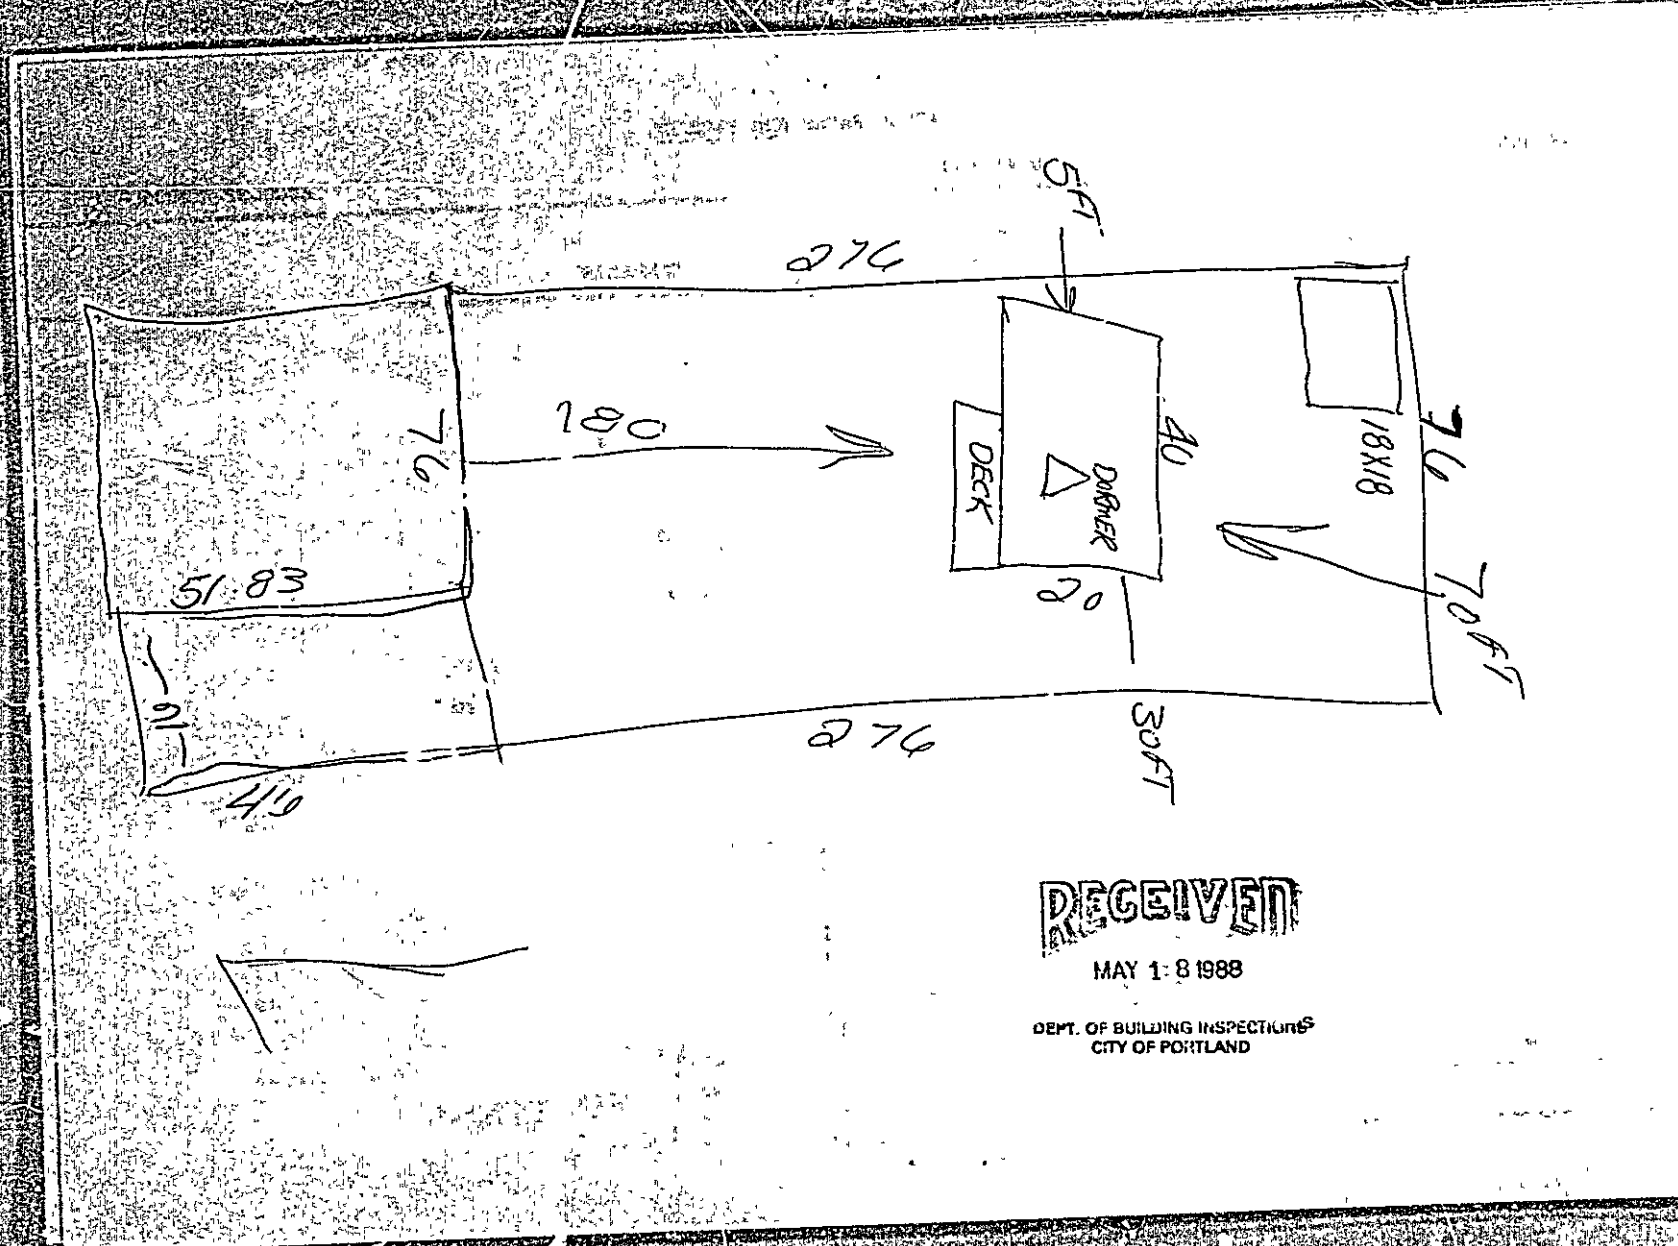 5FT
276
76
18X18
180
76
40
DORMER
DECK
70FT
51.83
20
276
30FT
RECEIVED
MAY 18 1988
DEPT. OF BUILDING INSPECTIONS
CITY OF PORTLAND